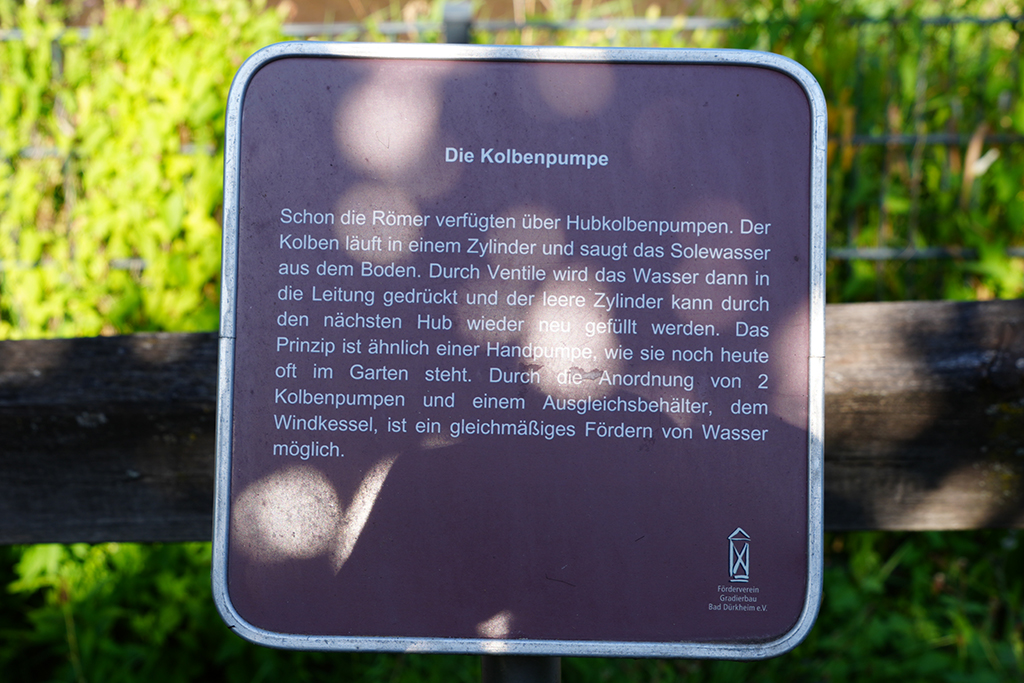 Die Kolbenpumpe
Schon die Römer verfügten über Hubkolbenpumpen. Der
Kolben läuft in einem Zylinder und saugt das Solewasser
aus dem Boden. Durch Ventile wird das Wasser dann in
die Leitung gedrückt und der leere Zylinder kann durch
den nächsten Hub wieder neu gefüllt werden. Das
Prinzip ist ähnlich einer Handpumpe, wie sie noch heute
oft im Garten steht. Durch die Anordnung von 2
Kolbenpumpen und einem Ausgleichsbehälter, dem
Windkessel, ist ein gleichmäßiges Fördern von Wasser
möglich.
Förderverein
Gradierbau
Bad Dürkheim e.V.